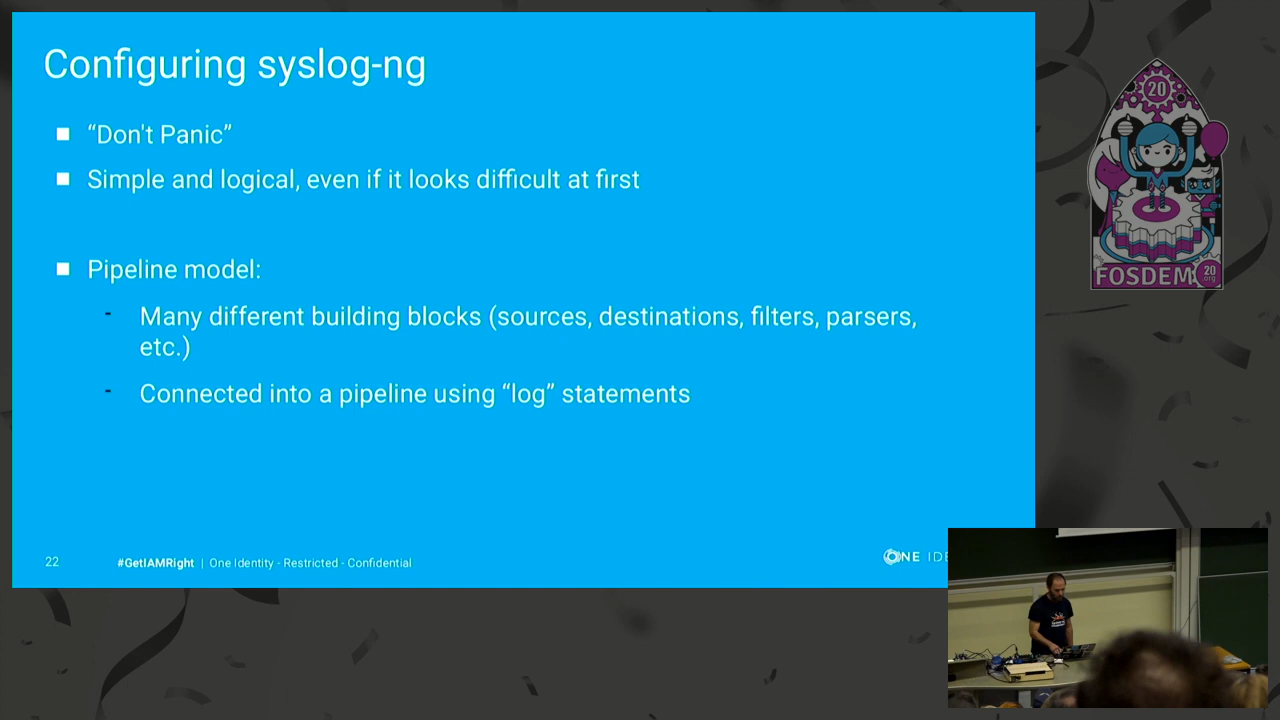 Configuring syslog-ng
“Don't Panic”
Simple and logical, even if it looks difficult at first
Pipeline model:
- Many different building blocks (sources, destinations, filters, parsers,
etc.)
- Connected into a pipeline using “log” statements
22 #GetIAMRight | One Identity - Restricted - Confidential
ONE IDE
20
FOSDEM
20
.org